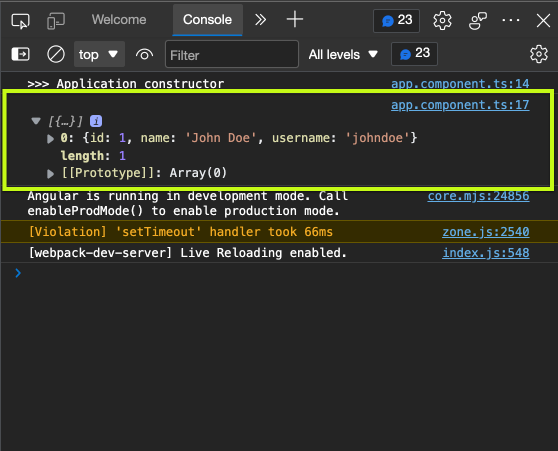 Welcome Console 23
top Filter All levels 23
>>> Application constructor app.component.ts:14
app.component.ts:17
[{…}] i
0: {id: 1, name: 'John Doe', username: 'johndoe'}
length: 1
[[Prototype]]: Array(0)
Angular is running in development mode. Call core.mjs:24856
enableProdMode() to enable production mode.
[Violation] 'setTimeout' handler took 66ms zone.js:2540
[webpack-dev-server] Live Reloading enabled. index.js:548